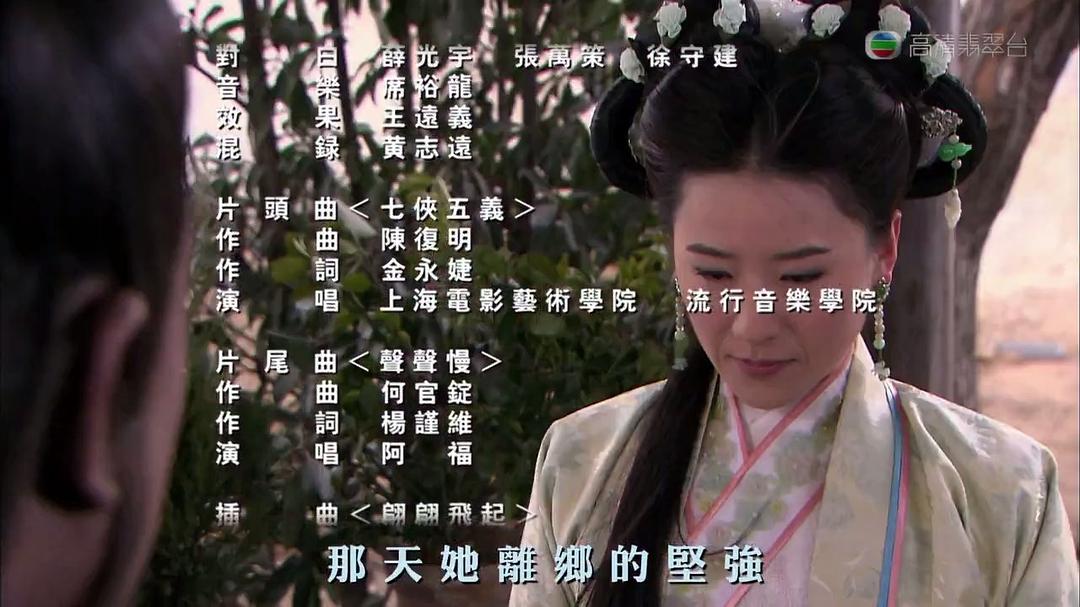 高清翡翠台
對白 薛光宇 張萬策 徐守建
音樂 席裕龍
效果 王遠義
混録 黄志遠
片頭曲＜七俠五義＞
作曲 陳復明
作詞 金永婕
演唱 上海電影藝術學院 流行音樂學院
片尾曲＜聲聲慢＞
作曲 何官錠
作詞 楊謹維
演唱 阿福
插曲＜翩翩飛起＞
那天她離鄉的堅強